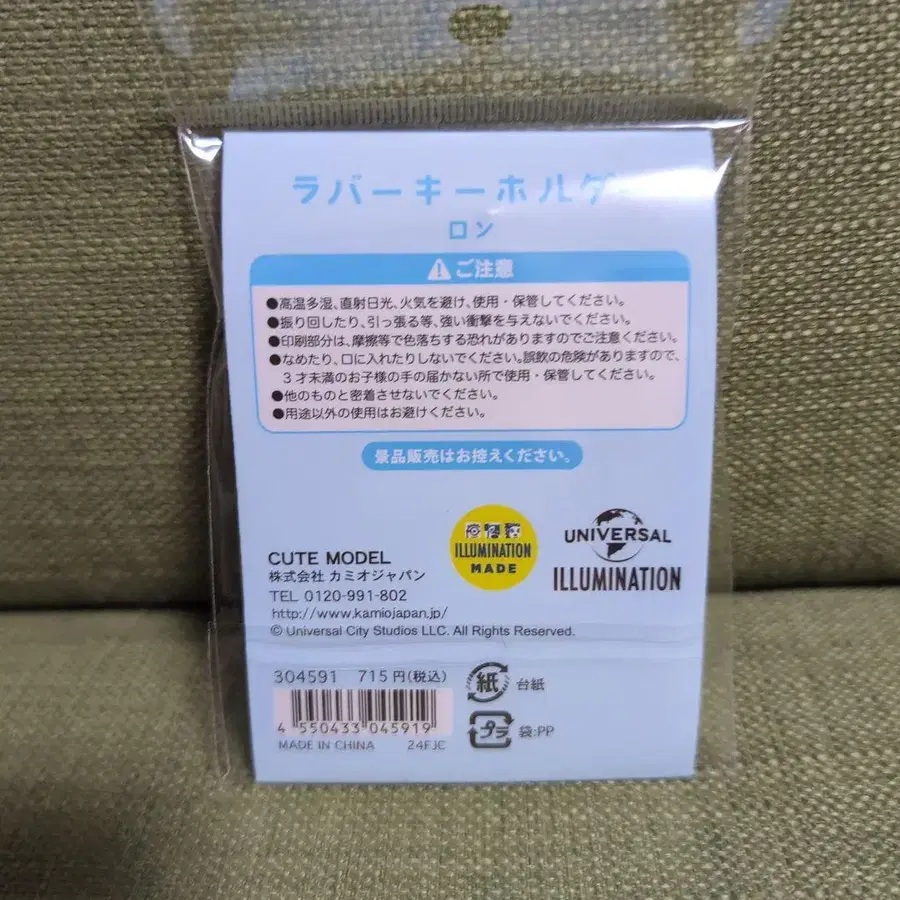 ラバーキーホルダー
ロン
ご注意
●高温多湿、直射日光、火気を避け、使用・保管してください。
●振り回したり、引っ張る等、強い衝撃を与えないでください。
●印刷部分は、摩擦等で色落ちする恐れがありますのでご注意ください。
●なめたり、口に入れたりしないでください。誤飲の危険がありますので、
３才未満のお子様の手の届かない所で使用・保管してください。
●他のものと密着させないでください。
●用途以外の使用はお避けください。
景品販売はお控えください。
ILLUMINATION
MADE
UNIVERSAL
ILLUMINATION
CUTE MODEL
株式会社 カミオジャパン
TEL 0120-991-802
http://www.kamiojapan.jp/
© Universal City Studios LLC. All Rights Reserved.
304591 715円(税込)
4 550433 045919
MADE IN CHINA 24FJC
紙 台紙
プラ 袋:PP